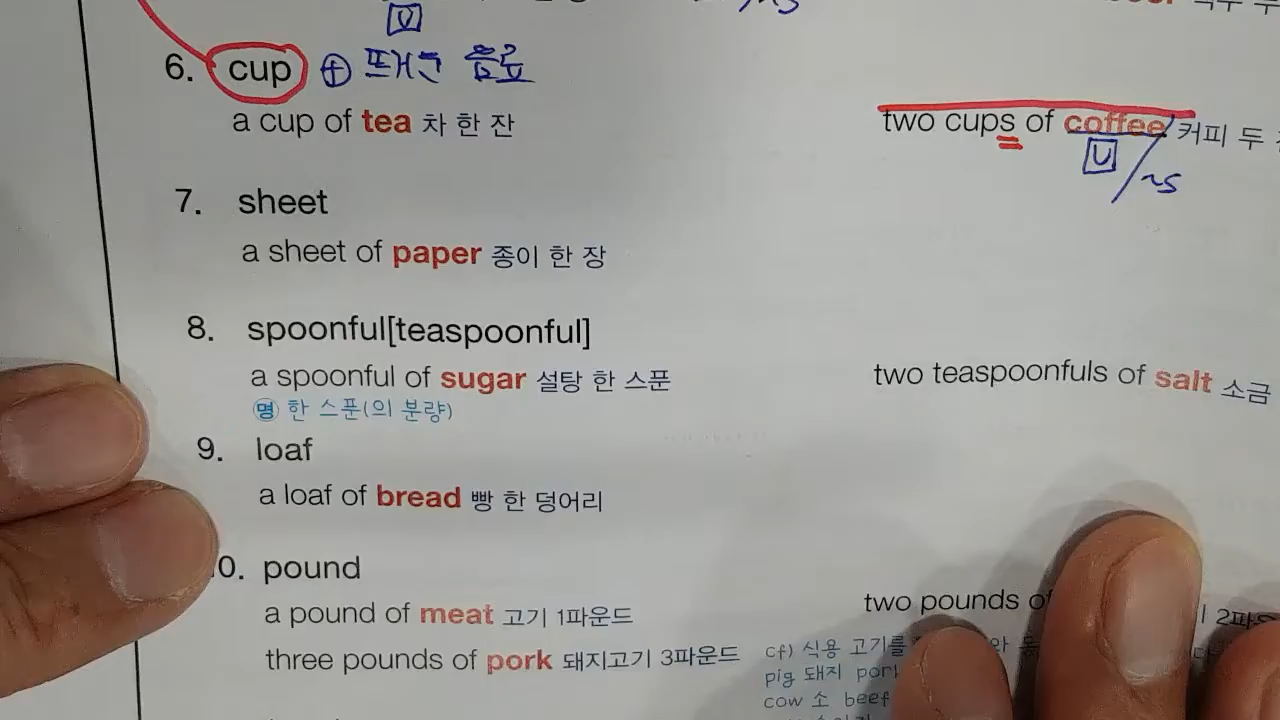 U
6. cup + 뜨거운 음료
a cup of tea 차 한 잔
two cups of coffee 커피 두
U / ~s
7. sheet
a sheet of paper 종이 한 장
8. spoonful[teaspoonful]
a spoonful of sugar 설탕 한 스푼
two teaspoonfuls of salt 소금
명 한 스푼(의 분량)
9. loaf
a loaf of bread 빵 한 덩어리
0. pound
a pound of meat 고기 1파운드
two pounds of
three pounds of pork 돼지고기 3파운드
cf) 식용 고기를
pig 돼지 pork
cow 소 beef